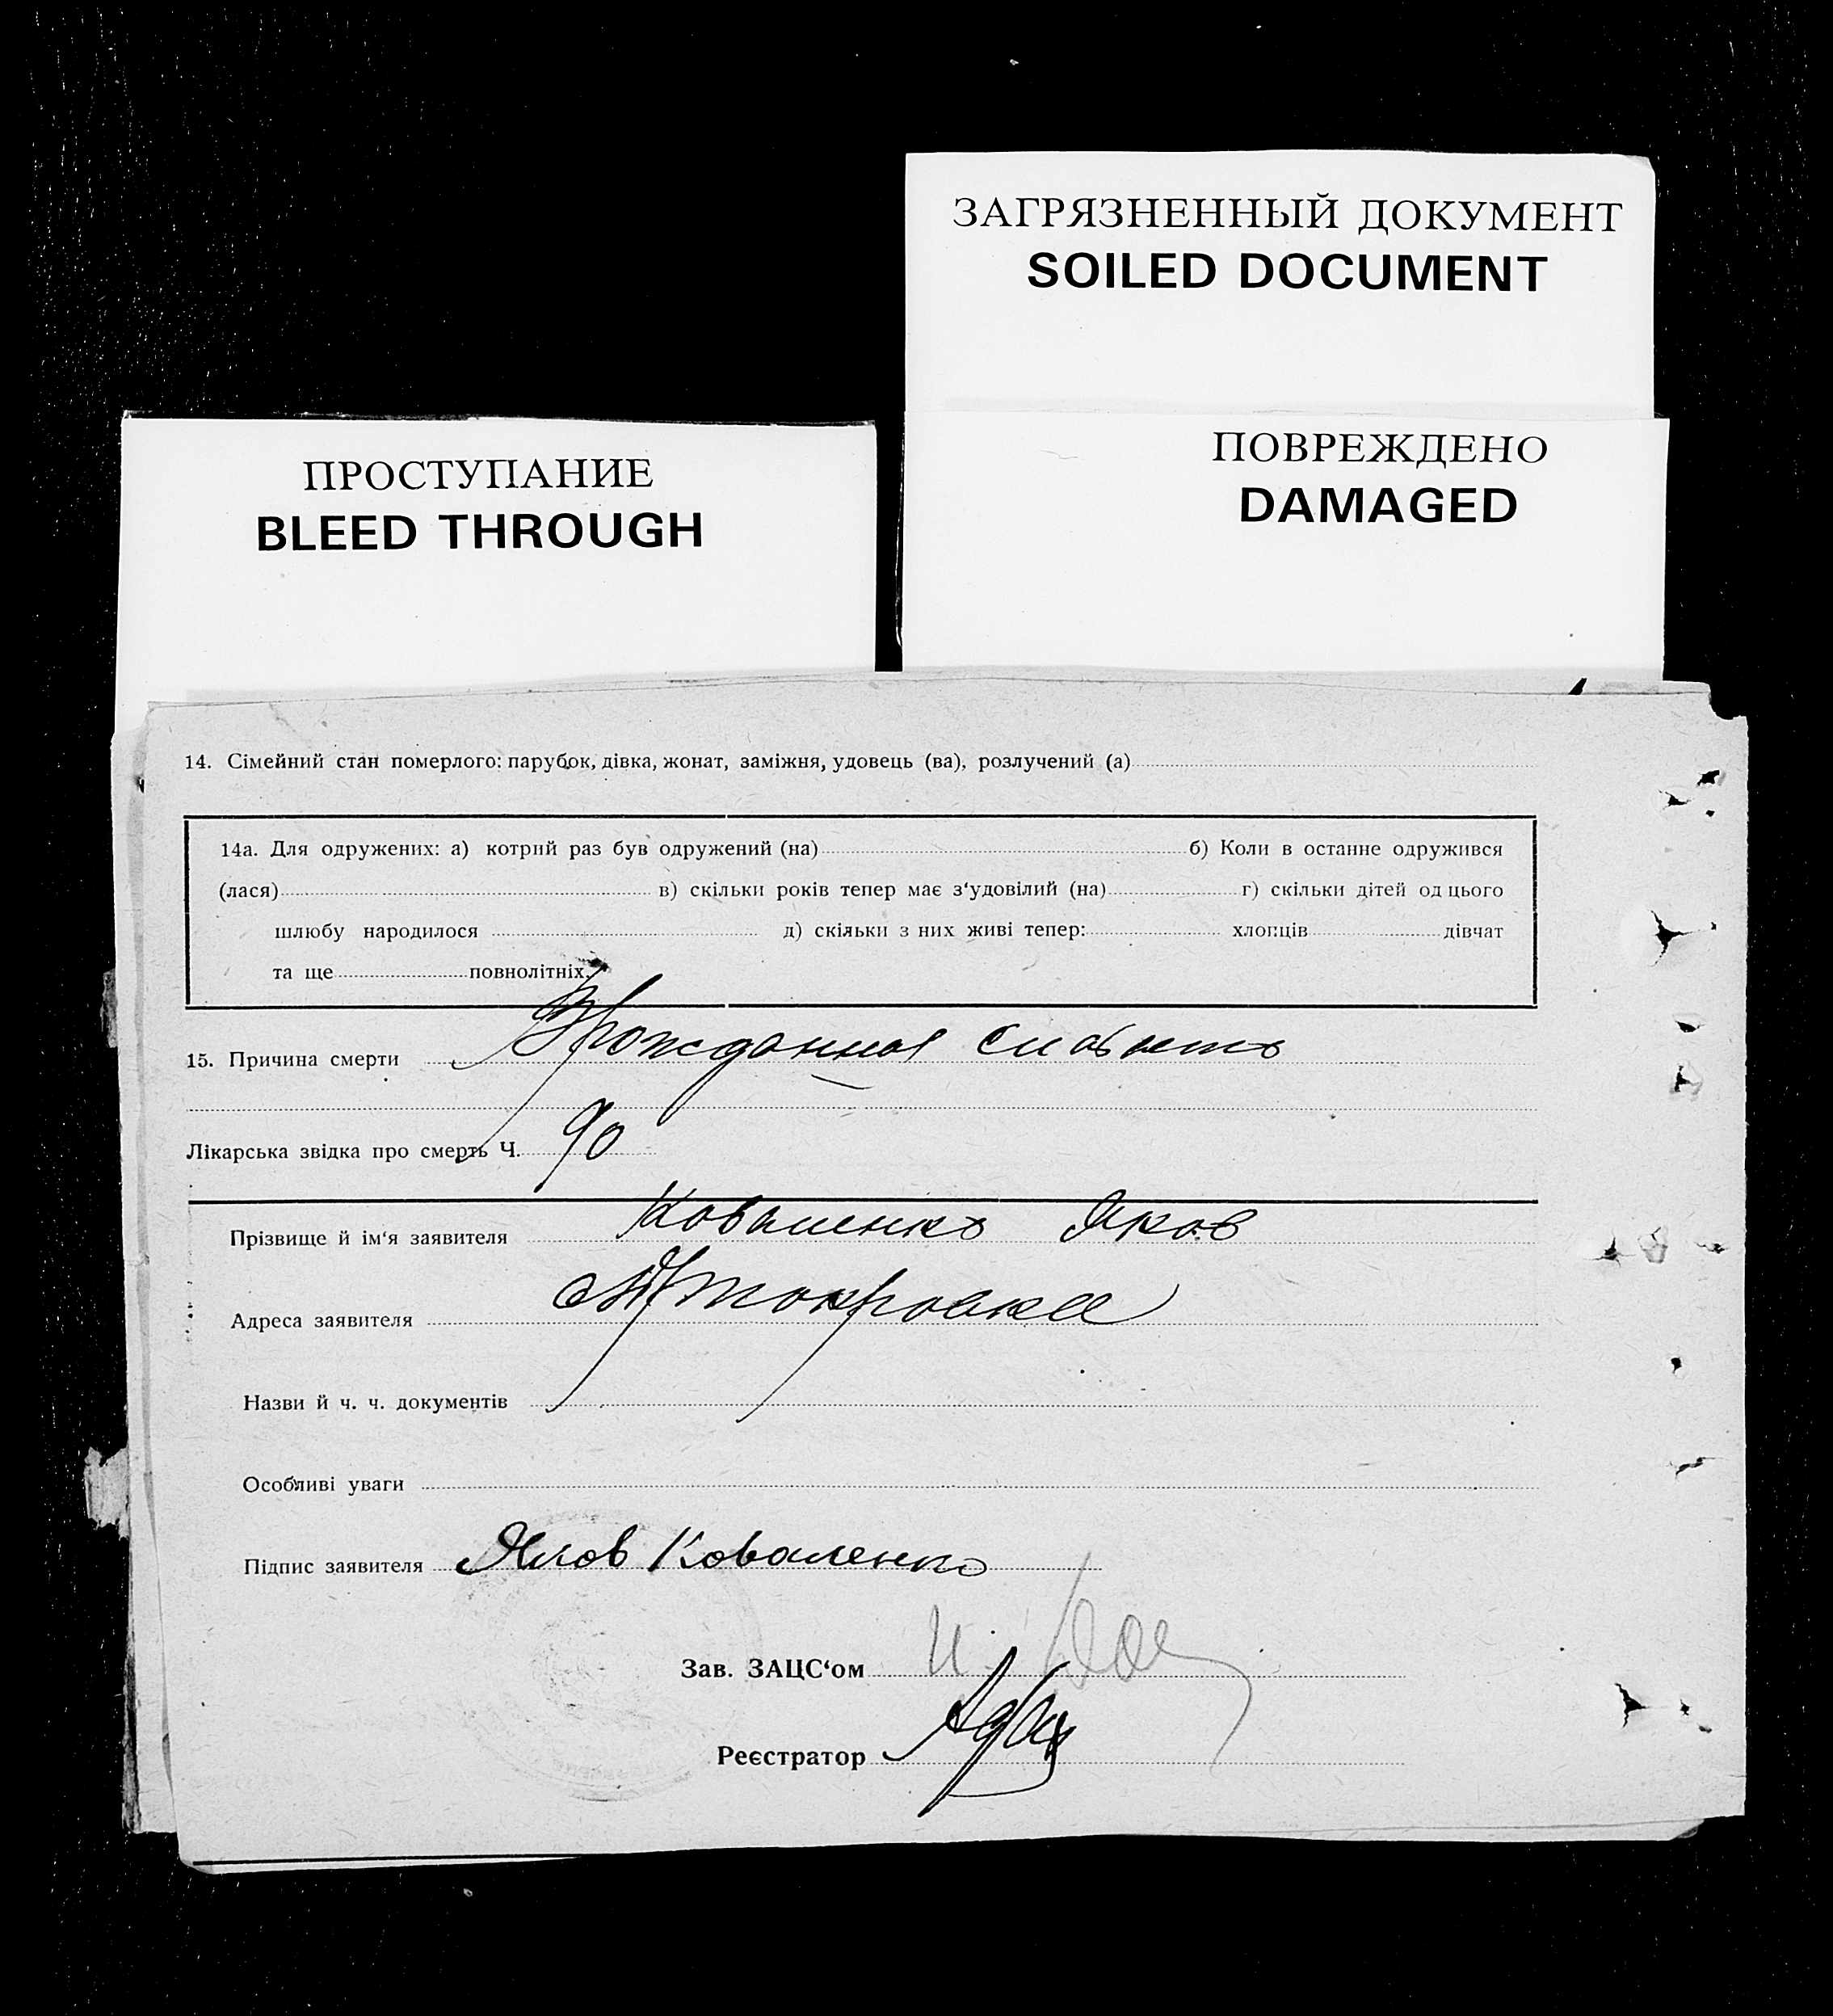 ЗАГРЯЗНЕННЫЙ ДОКУМЕНТ
SOILED DOCUMENT
ПОВРЕЖДЕНО
DAMAGED
ПРОСТУПАНИЕ
BLEED THROUGH
14. Сімейний стан померлого: парубок, дівка, жонат, заміжня, удовець (ва), розлучений (а)
14а. Для одружених: а) котрий раз був одружений (на) б) Коли в останнє одружився
(лася) в) скільки років тепер має з‘удовілий (на) г) скільки дітей од цього
шлюбу народилося д) скільки з них живі тепер: хлопців дівчат
та ще повнолітніх.
15. Причина смерти Врожданная слабость
Лікарська звідка про смерть Ч. 90
Прізвище й ім‘я заявителя Коваленко Яков
Адреса заявителя
Назви й ч. ч. документів
Особливі уваги
Підпис заявителя Яков Коваленко
Зав. ЗАЦС‘ом
Реєстратор